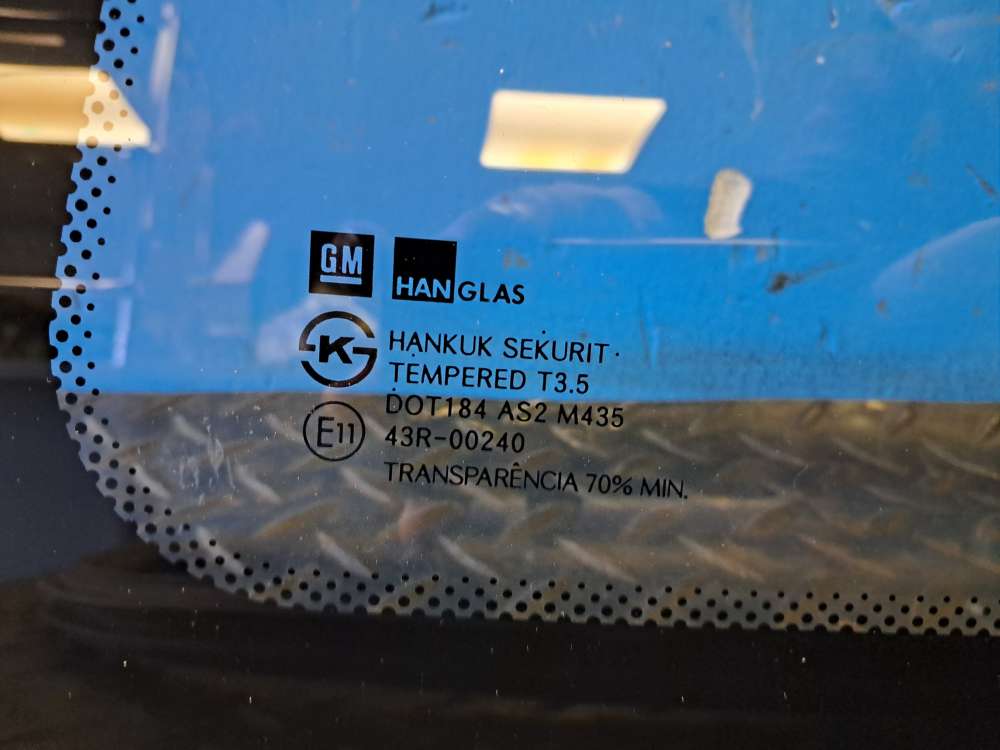 GM
HANGLAS
K
HANKUK SEKURIT
TEMPERED T3.5
DOT184 AS2 M435
E11
43R-00240
TRANSPARÊNCIA 70% MIN.